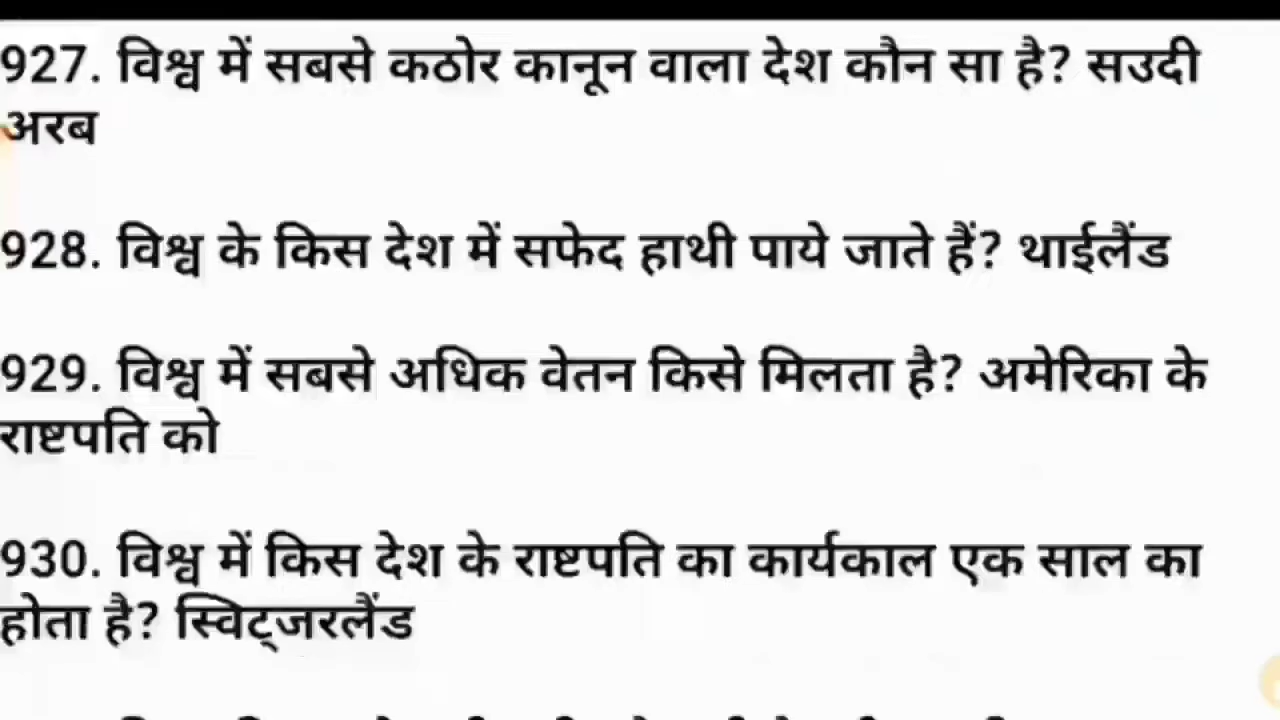 927. विश्व में सबसे कठोर कानून वाला देश कौन सा है? सउदी
अरब
928. विश्व के किस देश में सफेद हाथी पाये जाते हैं? थाईलैंड
929. विश्व में सबसे अधिक वेतन किसे मिलता है? अमेरिका के
राष्टपति को
930. विश्व में किस देश के राष्टपति का कार्यकाल एक साल का
होता है? स्विट्जरलैंड